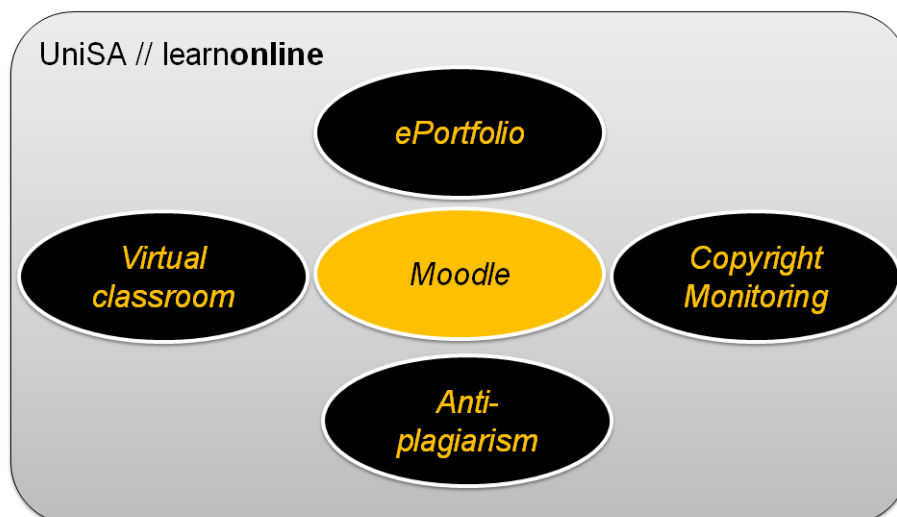 UniSA // learnonline
ePortfolio
Virtual
classroom
Moodle
Copyright
Monitoring
Anti-
plagiarism